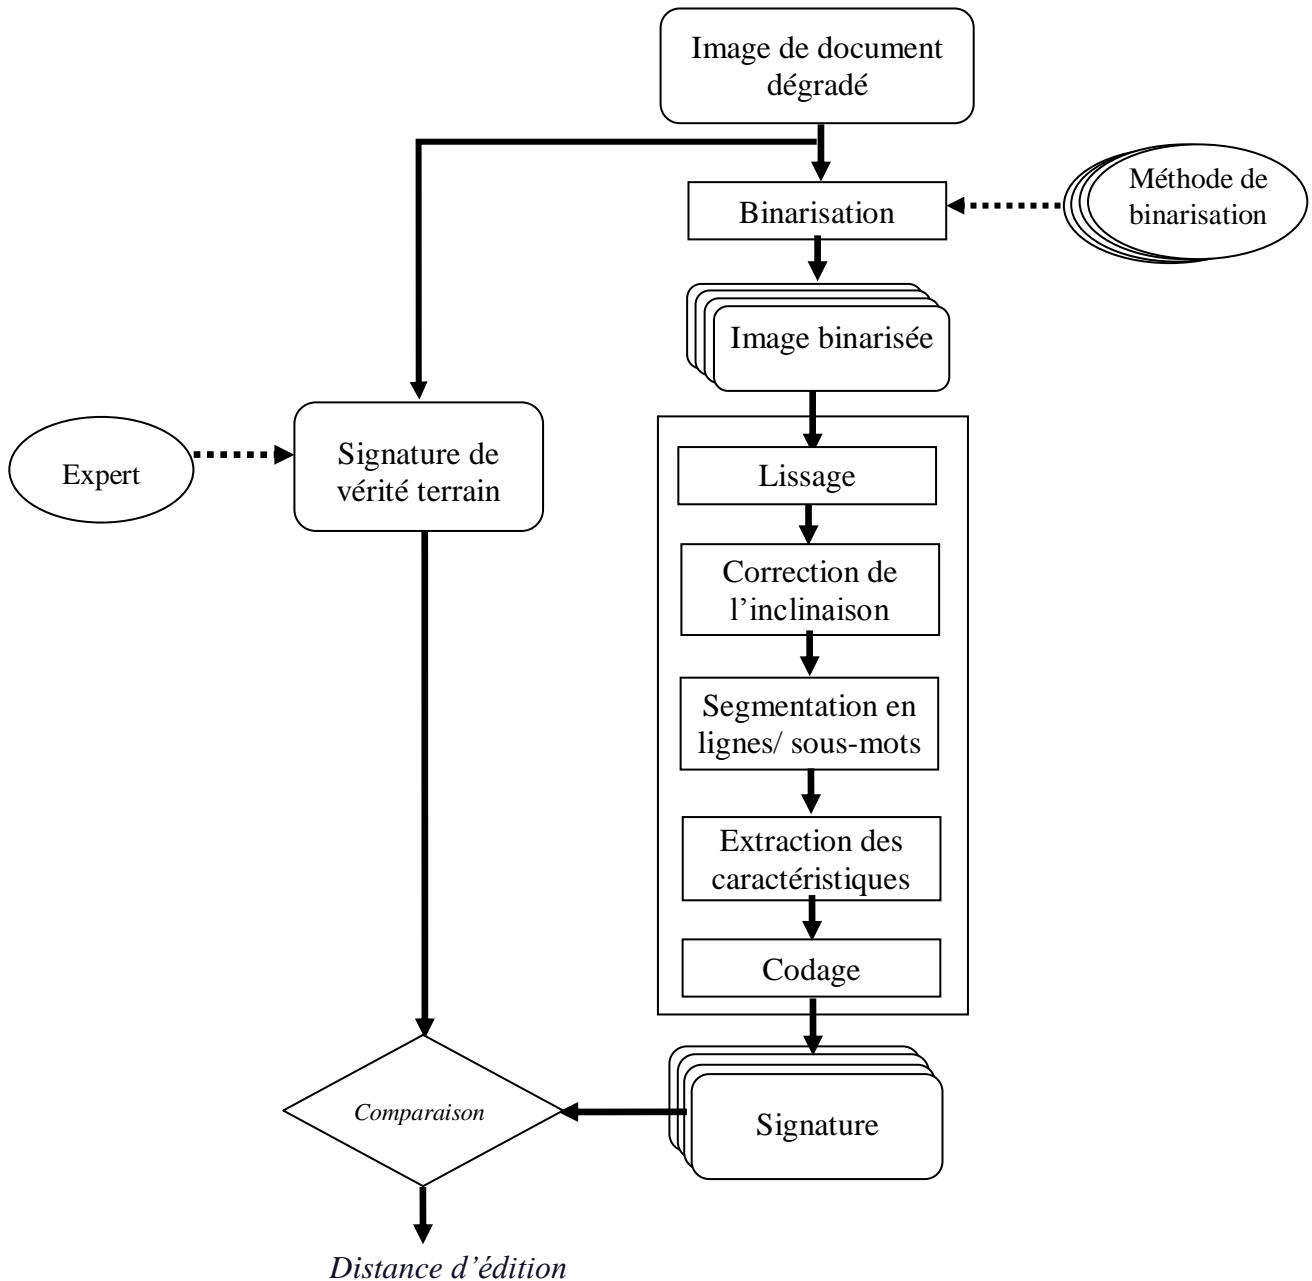 Image de document
dégradé
Méthode de
binarisation
Binarisation
Image binarisée
Expert
Signature de
vérité terrain
Lissage
Correction de
l’inclinaison
Segmentation en
lignes/ sous-mots
Extraction des
caractéristiques
Codage
Comparaison
Signature
Distance d’édition